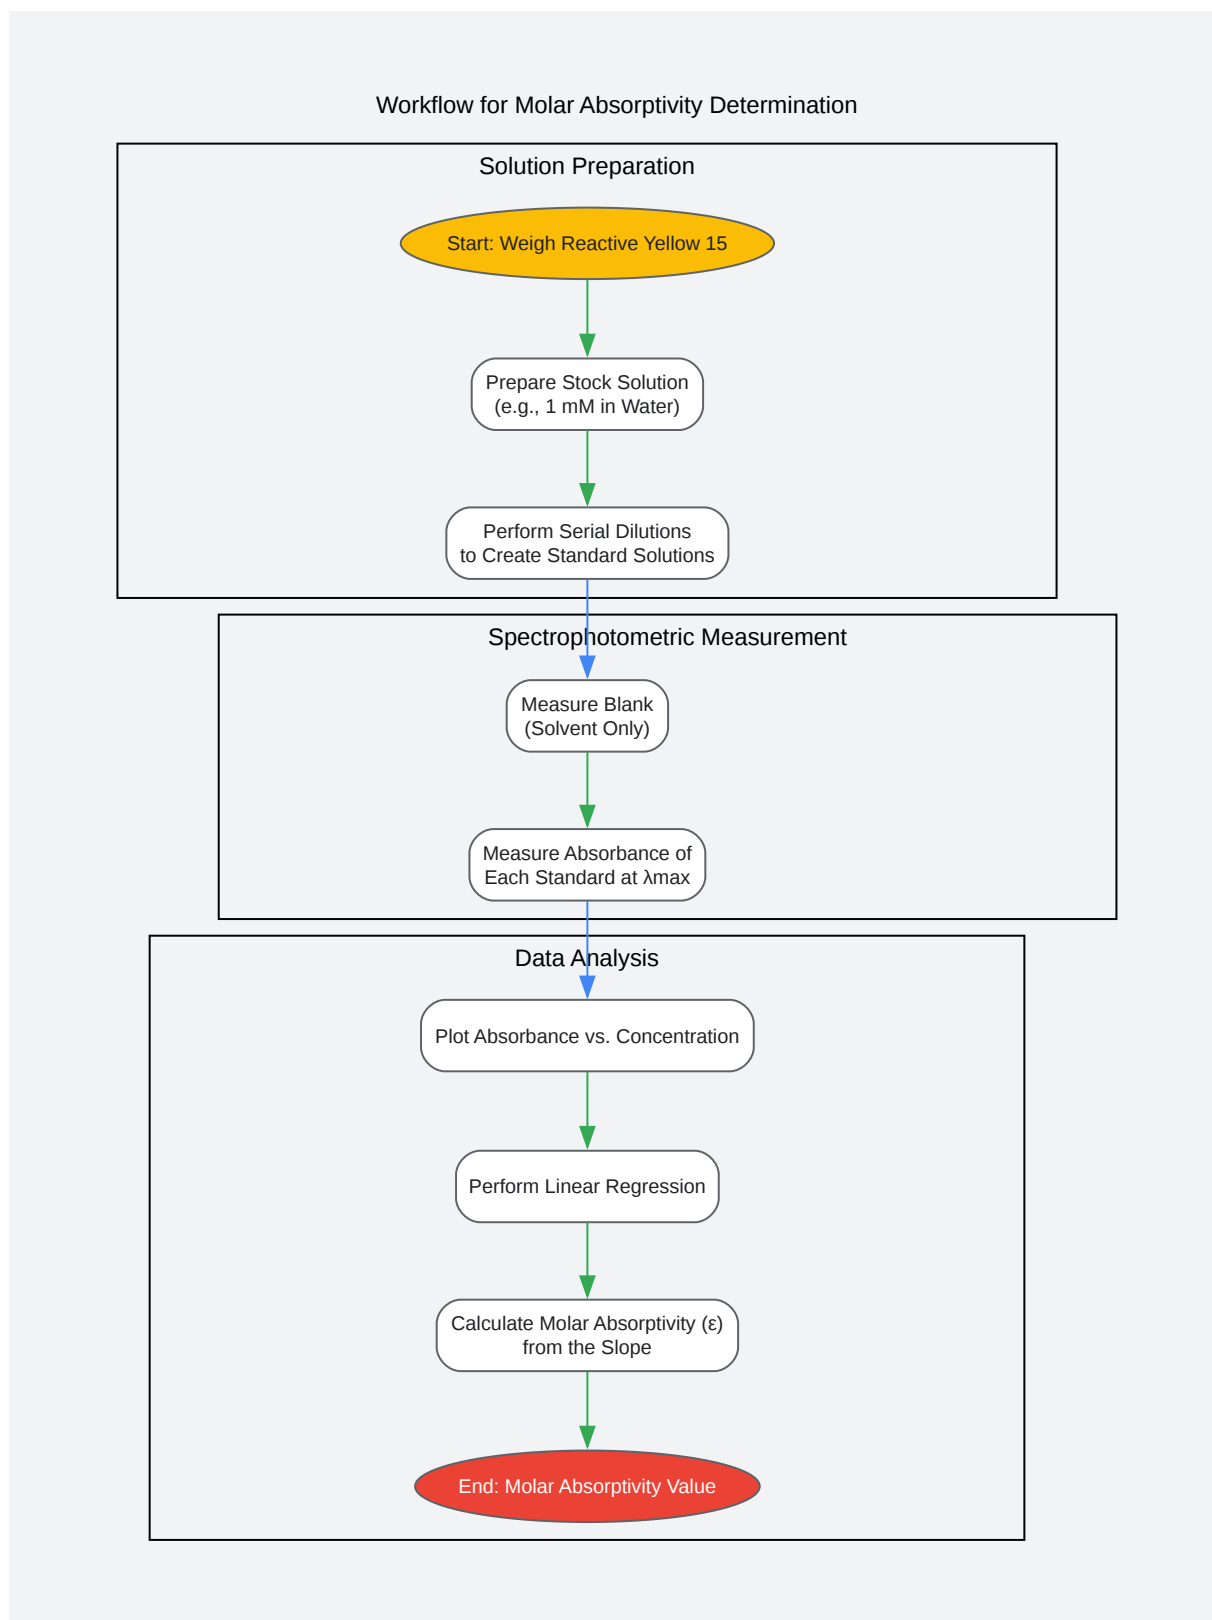 Workflow for Molar Absorptivity Determination
Solution Preparation
Start: Weigh Reactive Yellow 15
Prepare Stock Solution
(e.g., 1 mM in Water)
Perform Serial Dilutions
to Create Standard Solutions
Spectrophotometric Measurement
Measure Blank
(Solvent Only)
Measure Absorbance of
Each Standard at λmax
Data Analysis
Plot Absorbance vs. Concentration
Perform Linear Regression
Calculate Molar Absorptivity (ε)
from the Slope
End: Molar Absorptivity Value